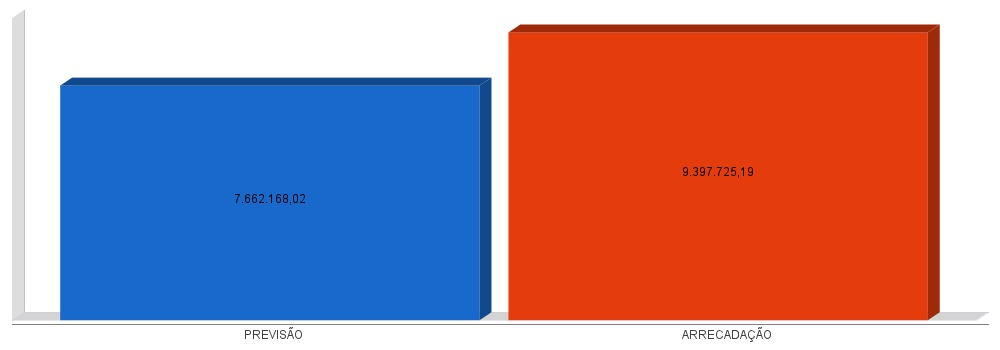 9.397.725,19
7.662.168,02
PREVISÃO
ARRECADAÇÃO